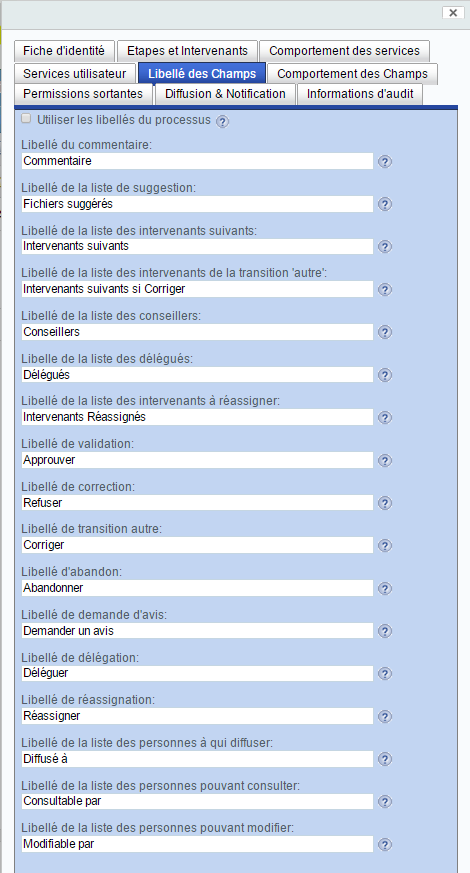 Fiche d'identité Etapes et Intervenants Comportement des services
Services utilisateur Libellé des Champs Comportement des Champs
Permissions sortantes Diffusion & Notification Informations d'audit
Utiliser les libellés du processus ?
Libellé du commentaire:
Commentaire ?
Libellé de la liste de suggestion:
Fichiers suggérés ?
Libellé de la liste des intervenants suivants:
Intervenants suivants ?
Libellé de la liste des intervenants de la transition 'autre':
Intervenants suivants si Corriger ?
Libellé de la liste des conseillers:
Conseillers ?
Libelle de la liste des délégués:
Délégués ?
Libellé de la liste des intervenants à réassigner:
Intervenants Réassignés ?
Libellé de validation:
Approuver ?
Libellé de correction:
Refuser ?
Libellé de transition autre:
Corriger ?
Libellé d'abandon:
Abandonner ?
Libellé de demande d'avis:
Demander un avis ?
Libellé de délégation:
Déléguer ?
Libellé de réassignation:
Réassigner ?
Libellé de la liste des personnes à qui diffuser:
Diffusé à ?
Libellé de la liste des personnes pouvant consulter:
Consultable par ?
Libellé de la liste des personnes pouvant modifier:
Modifiable par ?